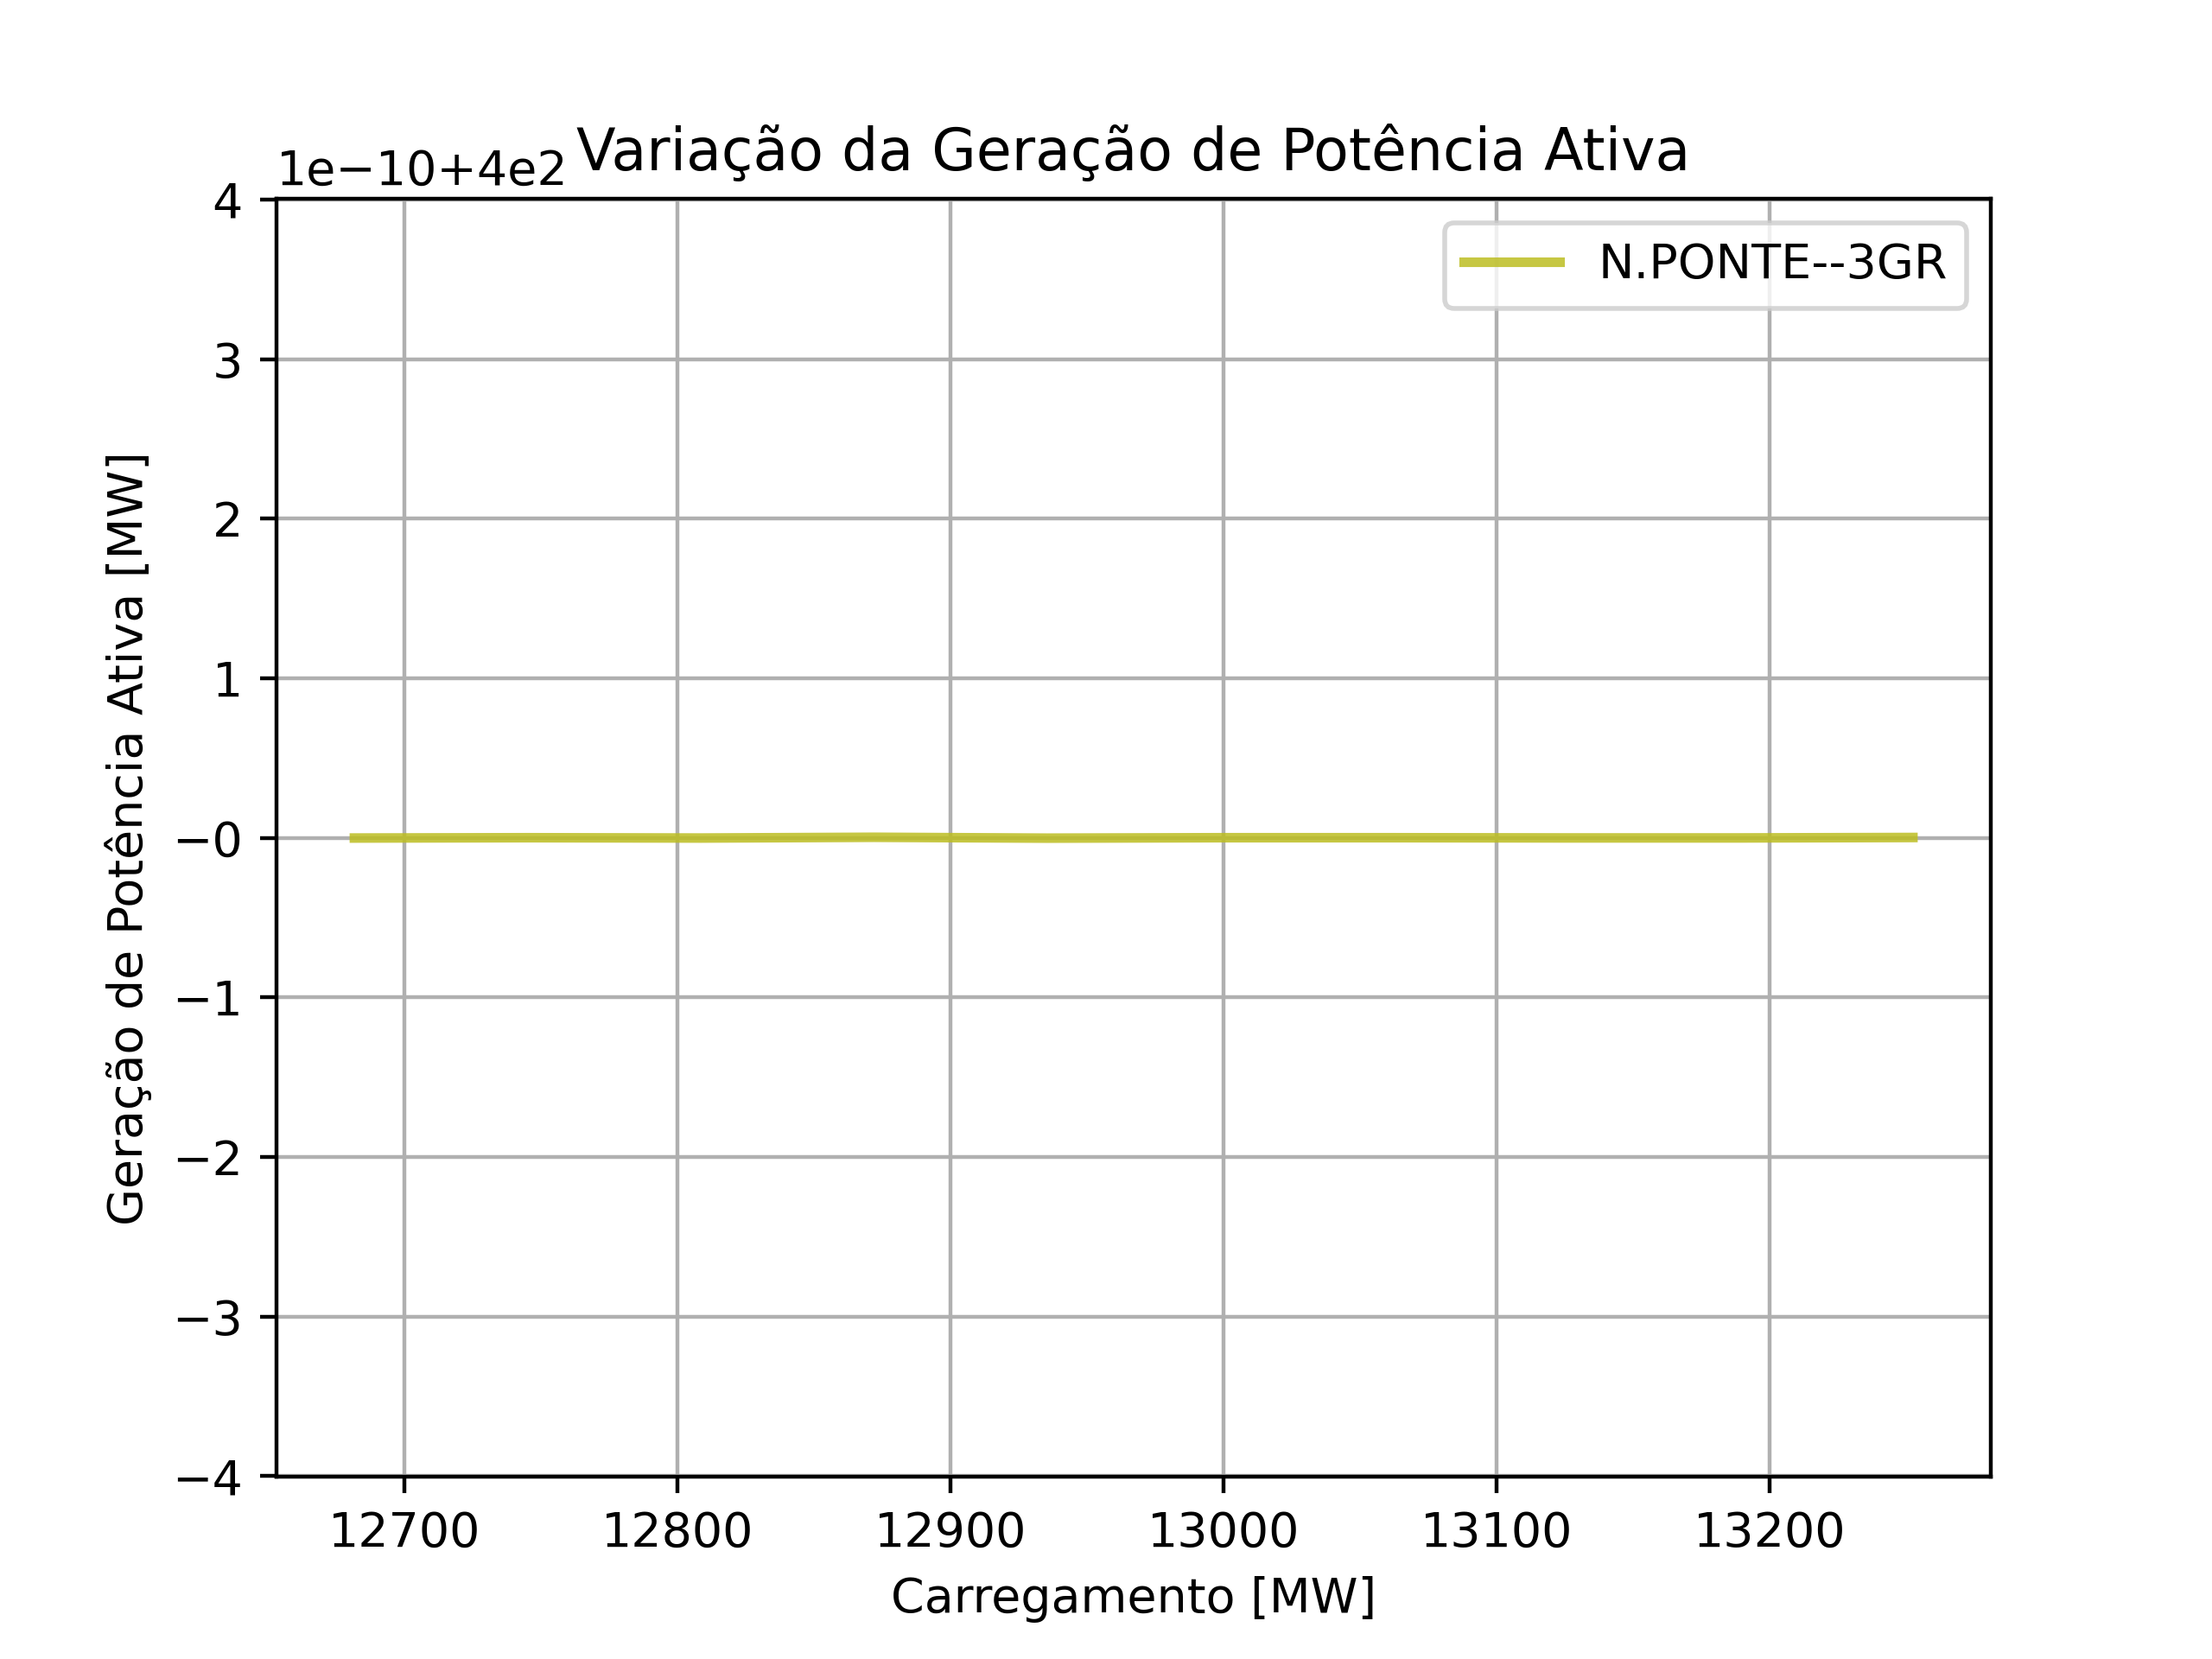 Variação da Geração de Potência Ativa
1e−10+4e2
4
3
2
1
−0
−1
−2
−3
−4
Geração de Potência Ativa [MW]
N.PONTE--3GR
12700 12800 12900 13000 13100 13200
Carregamento [MW]